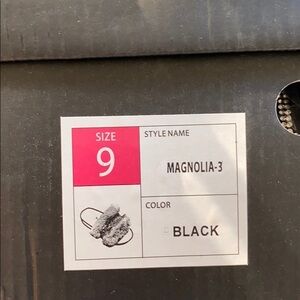 SIZE
9
STYLE NAME
MAGNOLIA-3
COLOR
BLACK